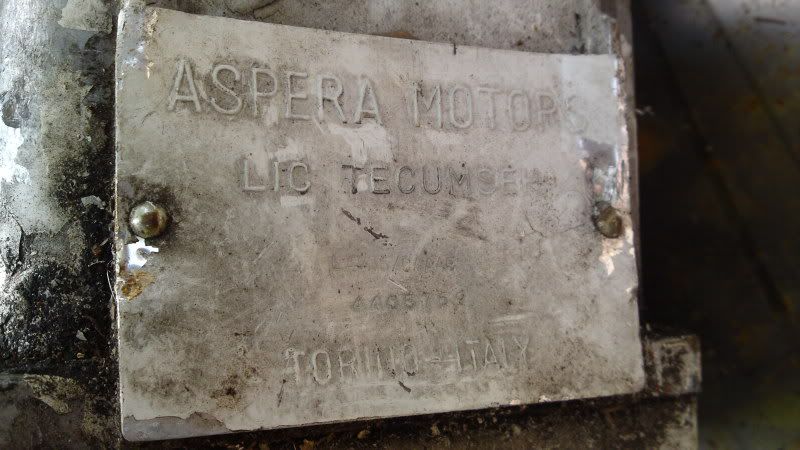 ASPERA MOTORS
LIC TECUMSEH
TORINO-ITALY